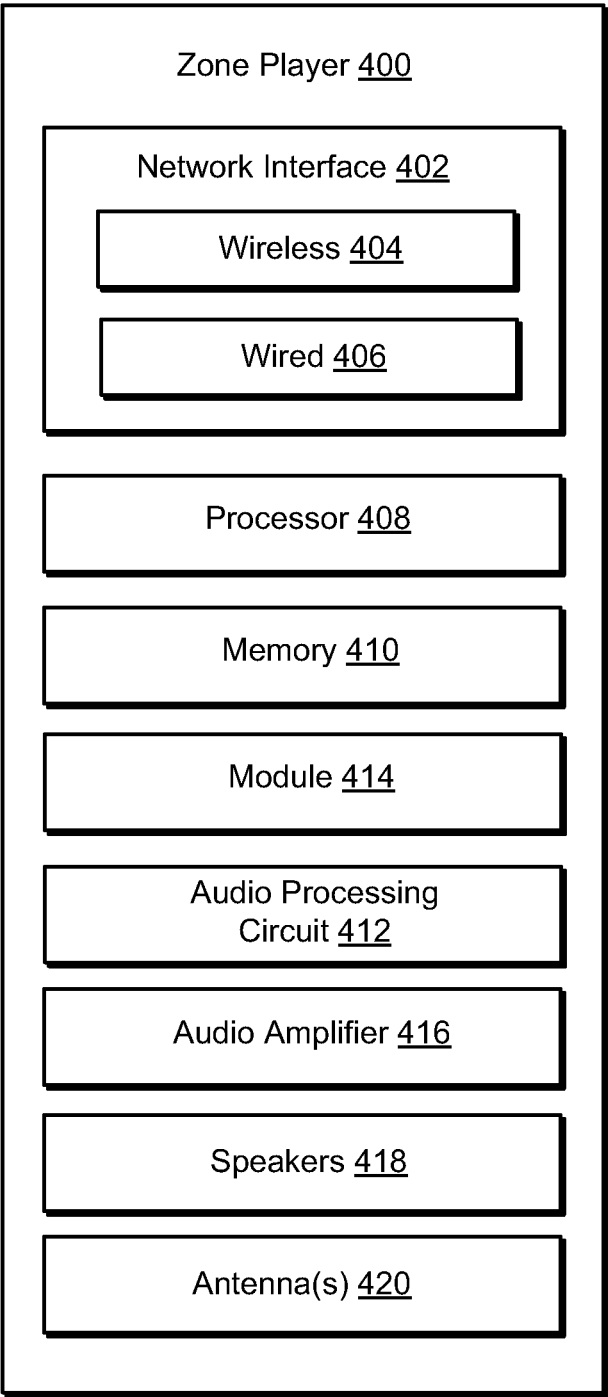 Zone Player 400
Network Interface 402
Wireless 404
Wired 406
Processor 408
Memory 410
Module 414
Audio Processing
Circuit 412
Audio Amplifier 416
Speakers 418
Antenna(s) 420